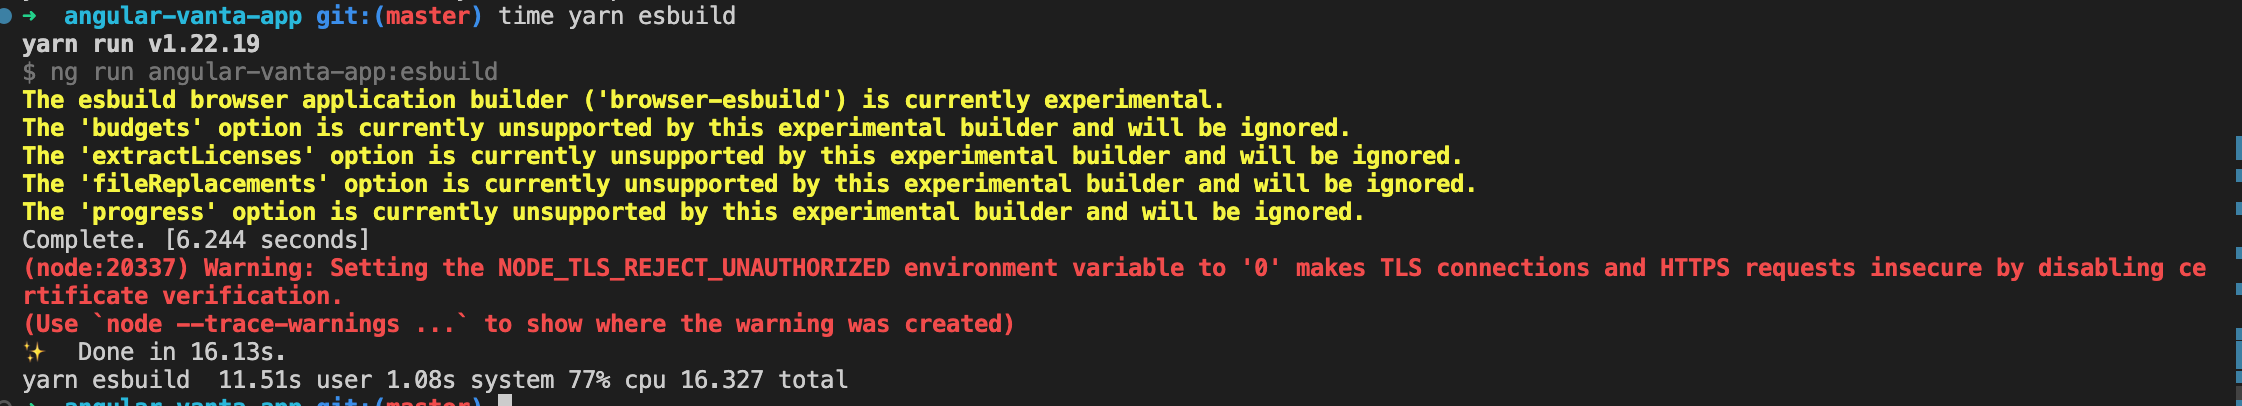 ➜ angular-vanta-app git:(master) time yarn esbuild
yarn run v1.22.19
$ ng run angular-vanta-app:esbuild
The esbuild browser application builder ('browser-esbuild') is currently experimental.
The 'budgets' option is currently unsupported by this experimental builder and will be ignored.
The 'extractLicenses' option is currently unsupported by this experimental builder and will be ignored.
The 'fileReplacements' option is currently unsupported by this experimental builder and will be ignored.
The 'progress' option is currently unsupported by this experimental builder and will be ignored.
Complete. [6.244 seconds]
(node:20337) Warning: Setting the NODE_TLS_REJECT_UNAUTHORIZED environment variable to '0' makes TLS connections and HTTPS requests insecure by disabling ce
rtificate verification.
(Use `node --trace-warnings ...` to show where the warning was created)
✨ Done in 16.13s.
yarn esbuild 11.51s user 1.08s system 77% cpu 16.327 total
➜ angular-vanta-app git:(master)